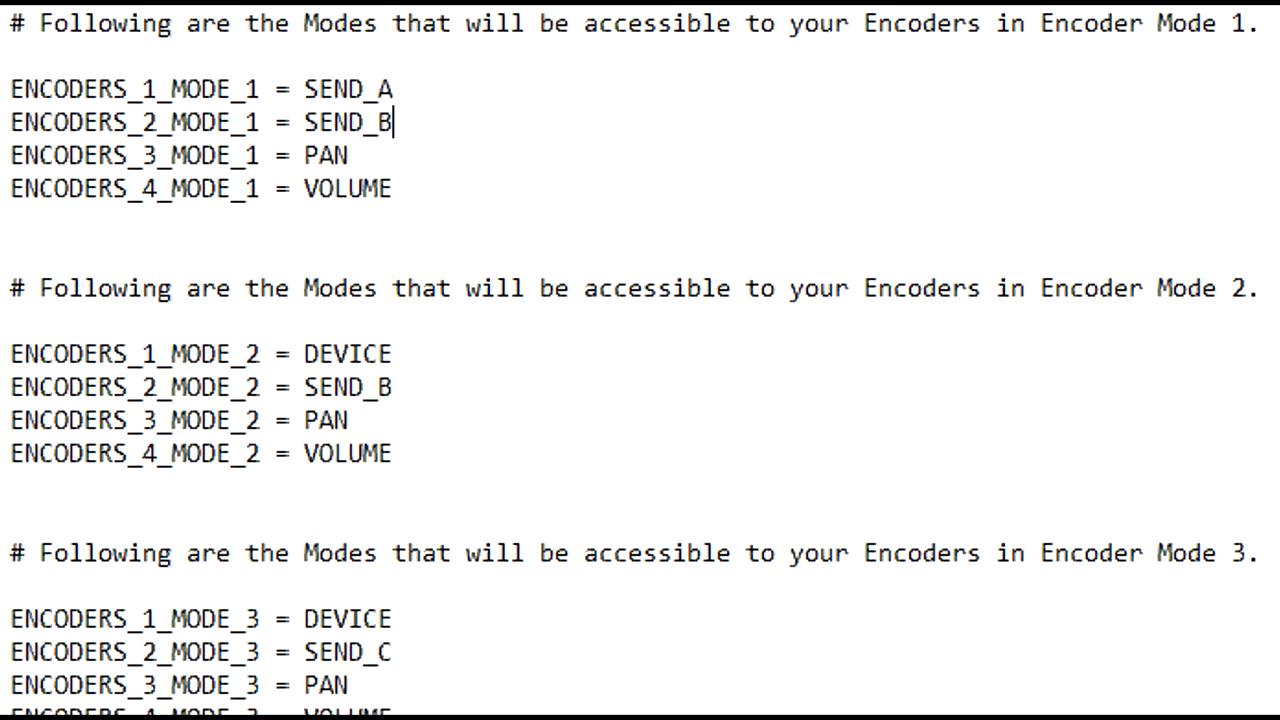 # Following are the Modes that will be accessible to your Encoders in Encoder Mode 1.
ENCODERS_1_MODE_1 = SEND_A
ENCODERS_2_MODE_1 = SEND_B
ENCODERS_3_MODE_1 = PAN
ENCODERS_4_MODE_1 = VOLUME
# Following are the Modes that will be accessible to your Encoders in Encoder Mode 2.
ENCODERS_1_MODE_2 = DEVICE
ENCODERS_2_MODE_2 = SEND_B
ENCODERS_3_MODE_2 = PAN
ENCODERS_4_MODE_2 = VOLUME
# Following are the Modes that will be accessible to your Encoders in Encoder Mode 3.
ENCODERS_1_MODE_3 = DEVICE
ENCODERS_2_MODE_3 = SEND_C
ENCODERS_3_MODE_3 = PAN
ENCODERS_4_MODE_3 = VOLUME